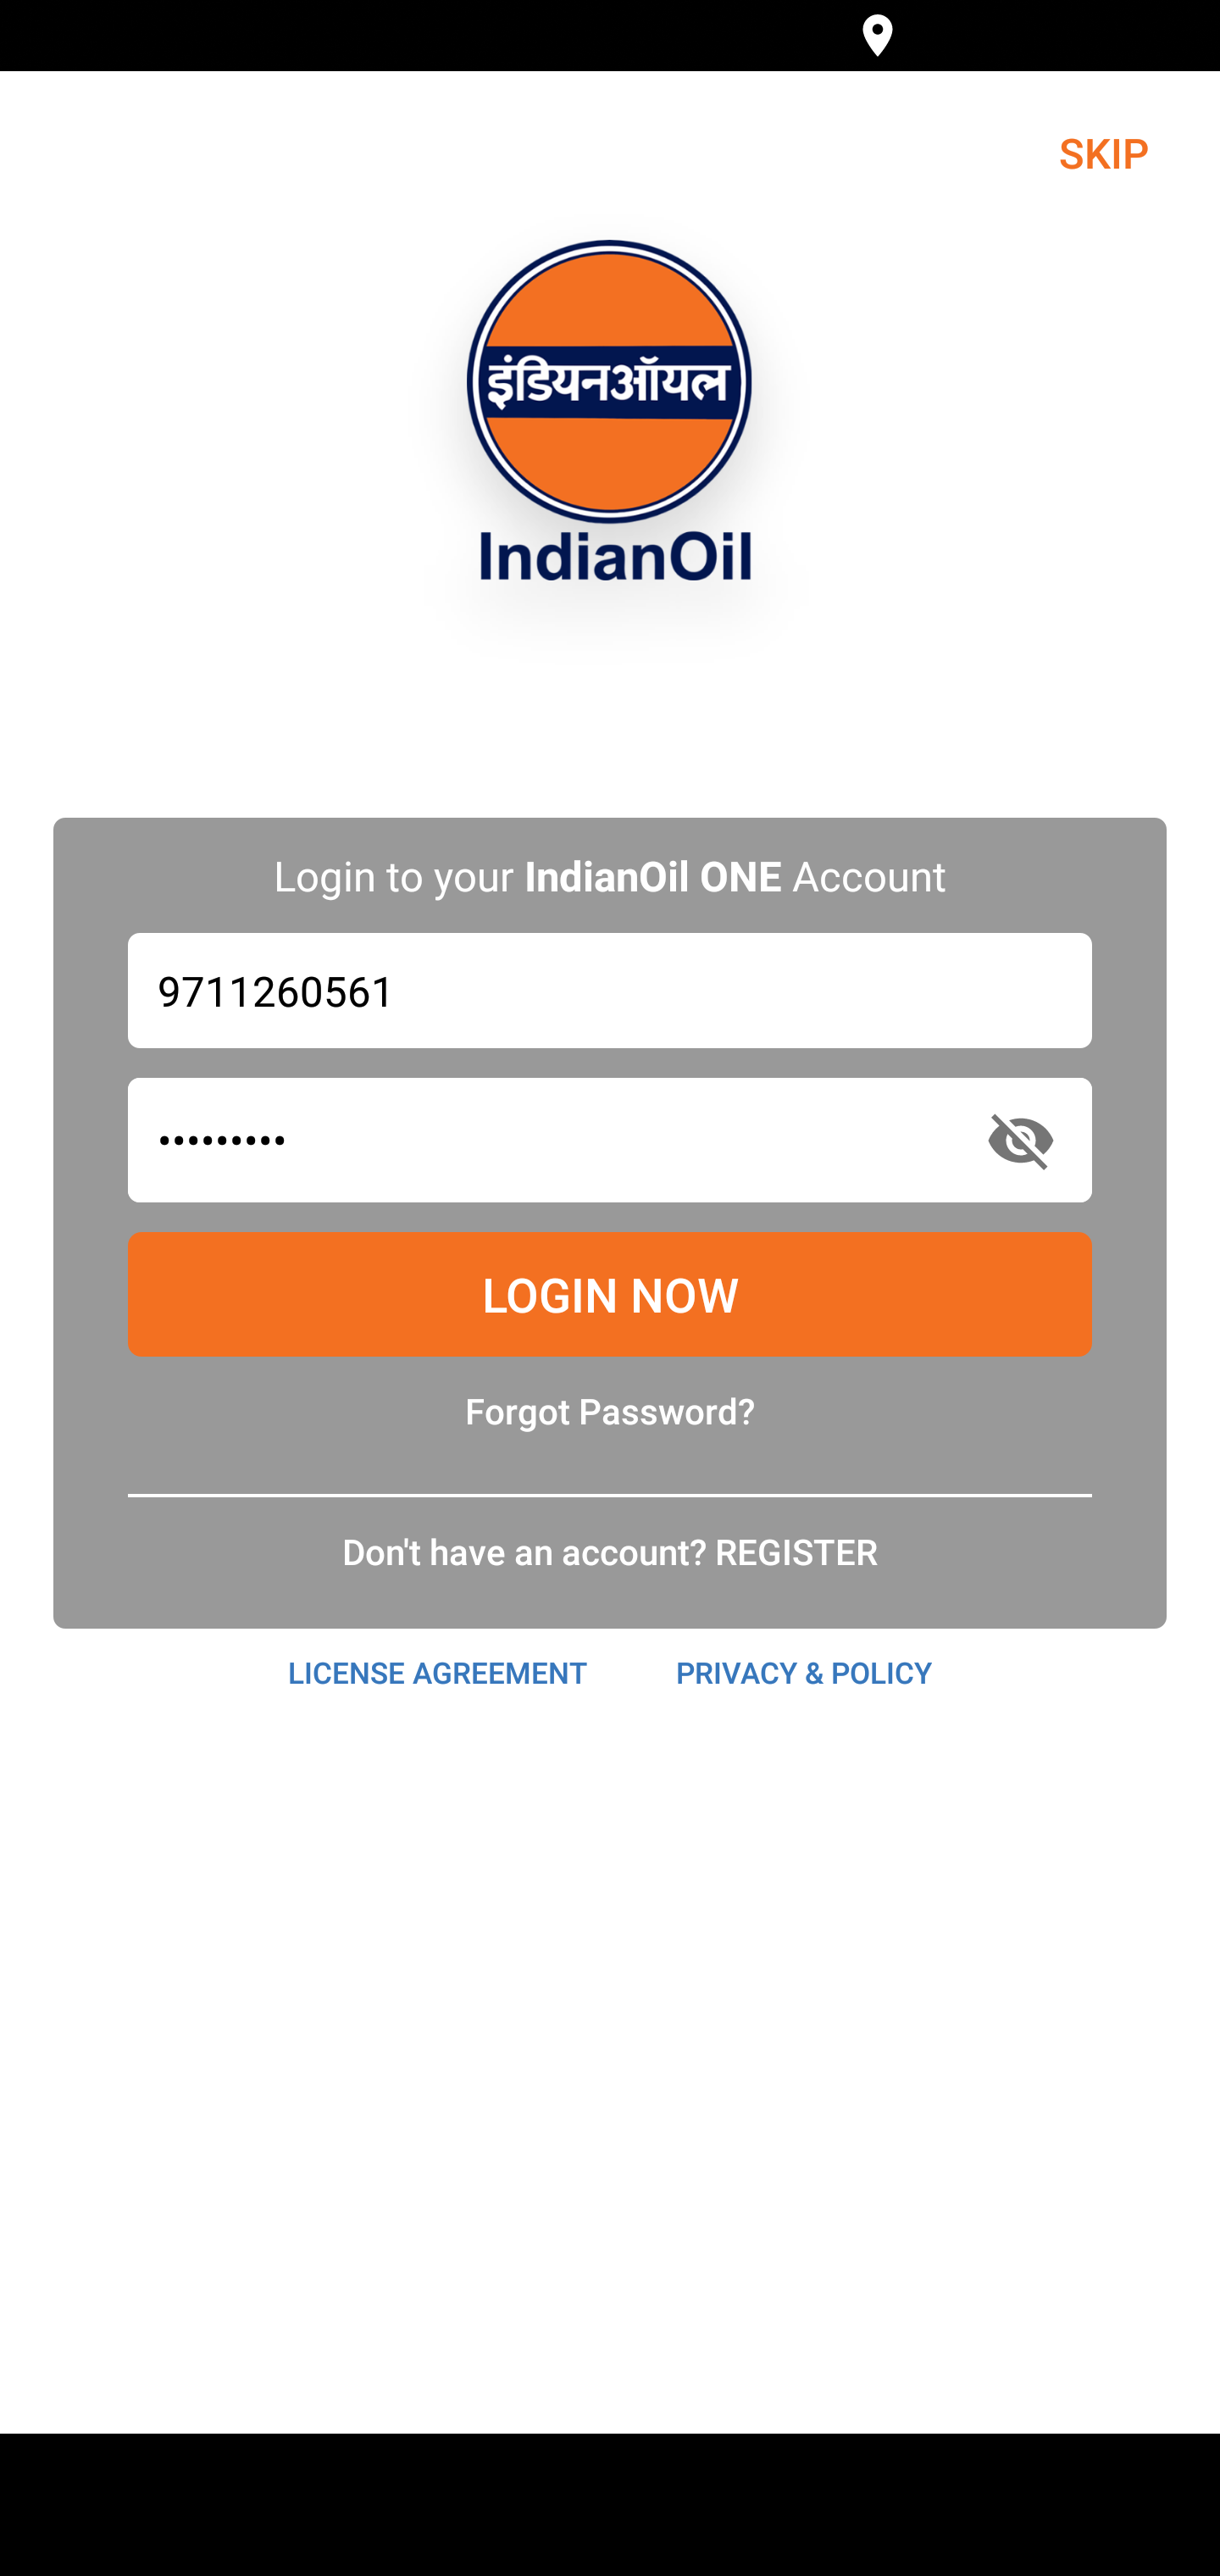 SKIP
इंडियनऑयल
IndianOil
Login to your IndianOil ONE Account
9711260561
•••••••••
LOGIN NOW
Forgot Password?
Don't have an account? REGISTER
LICENSE AGREEMENT PRIVACY & POLICY